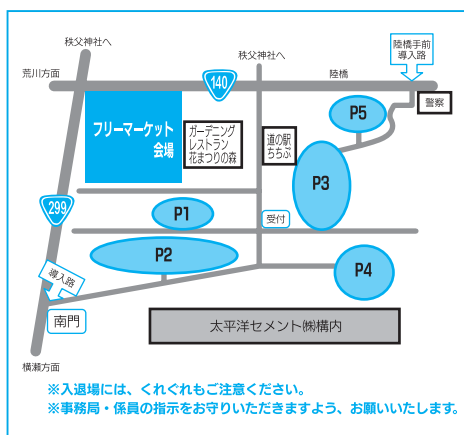 秩父神社へ
秩父神社へ
陸橋手前
導入路
荒川方面
140
陸橋
警察
P5
フリーマーケット
会場
ガーデニング
レストラン
花まつりの森
道の駅
ちちぶ
P3
299
P1
受付
P2
P4
導入路
南門
太平洋セメント㈱構内
横瀬方面
※入退場には、くれぐれもご注意ください。
※事務局・係員の指示をお守りいただきますよう、お願いいたします。